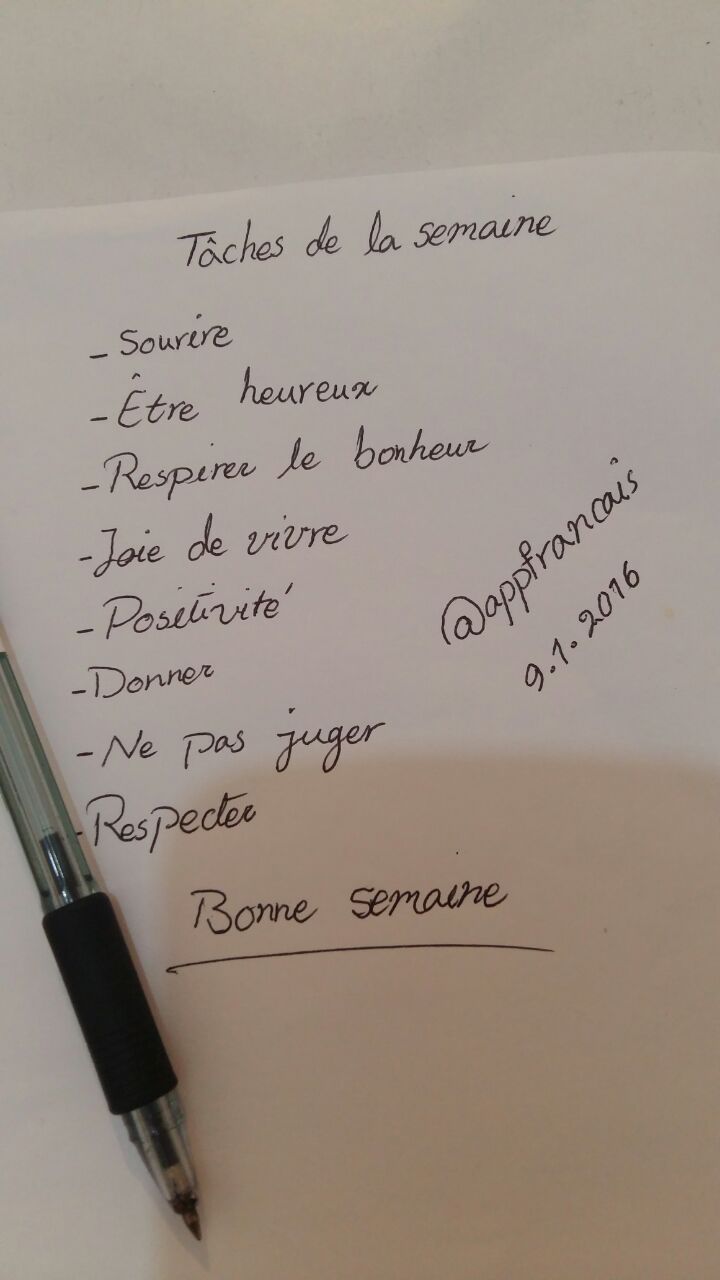 Tâches de la semaine
- Sourire
- Être heureux
- Respirer le bonheur
- Joie de vivre
- Positivité
- Donner
- Ne pas juger
- Respecter
@appfrancais
9.1.2016
Bonne semaine